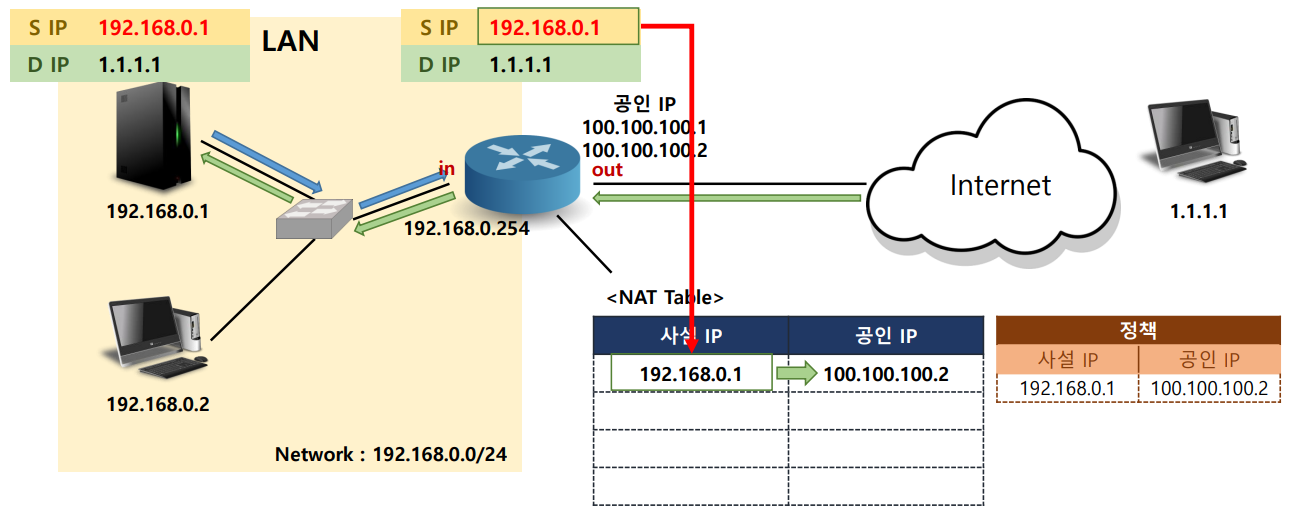 S IP 192.168.0.1
D IP 1.1.1.1
LAN
S IP 192.168.0.1
D IP 1.1.1.1
공인 IP
100.100.100.1
100.100.100.2
in
out
Internet
192.168.0.1
192.168.0.254
1.1.1.1
<NAT Table>
사설 IP 공인 IP
192.168.0.1 100.100.100.2
정책
사설 IP 공인 IP
192.168.0.1 100.100.100.2
192.168.0.2
Network : 192.168.0.0/24